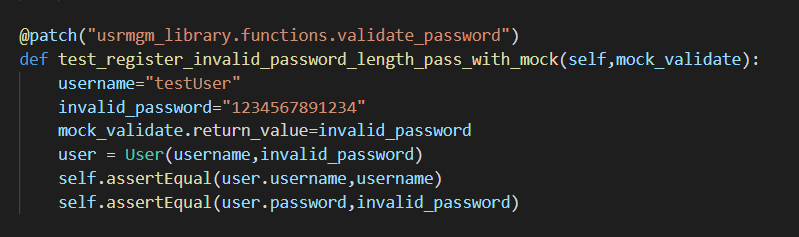 @patch("usrmgm_library.functions.validate_password")
def test_register_invalid_password_length_pass_with_mock(self,mock_validate):
    username="testUser"
    invalid_password="1234567891234"
    mock_validate.return_value=invalid_password
    user = User(username,invalid_password)
    self.assertEqual(user.username,username)
    self.assertEqual(user.password,invalid_password)